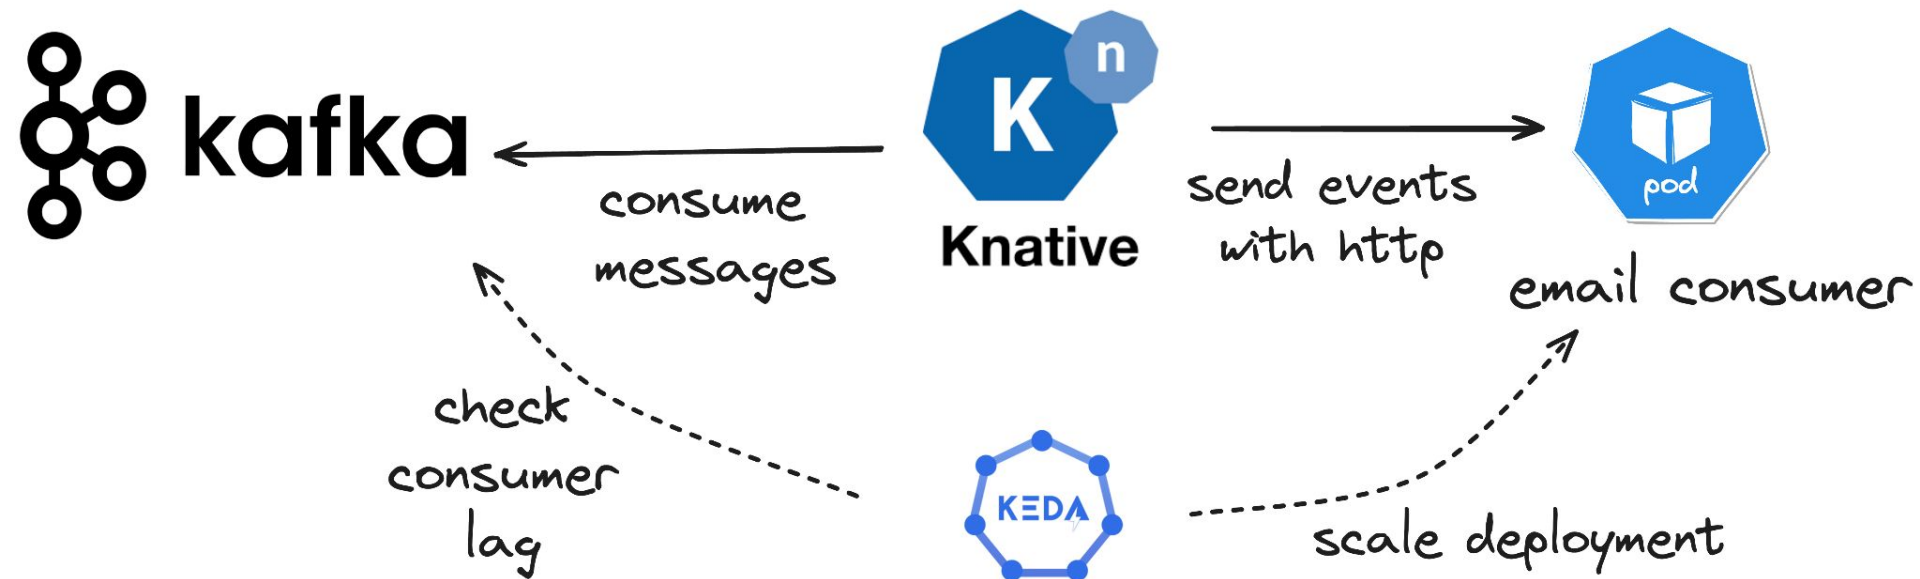 kafka
consume
messages
K
n
Knative
send events
with http
pod
email consumer
check
consumer
lag
KEDA
scale deployment